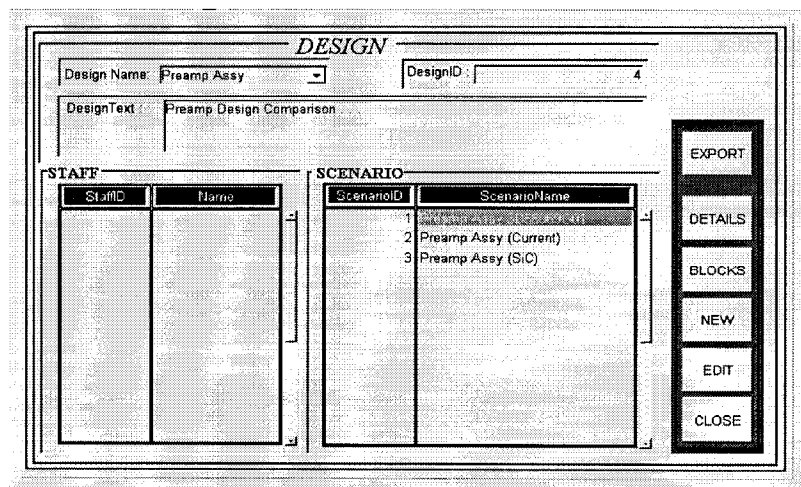 DESIGN
Design Name: Preamp Assy
DesignID : 4
DesignText : Preamp Design Comparison
EXPORT
STAFF
SCENARIO
StaffID Name
ScenarioID ScenarioName
1
DETAILS
2 Preamp Assy (Current)
3 Preamp Assy (SiC)
BLOCKS
NEW
EDIT
CLOSE